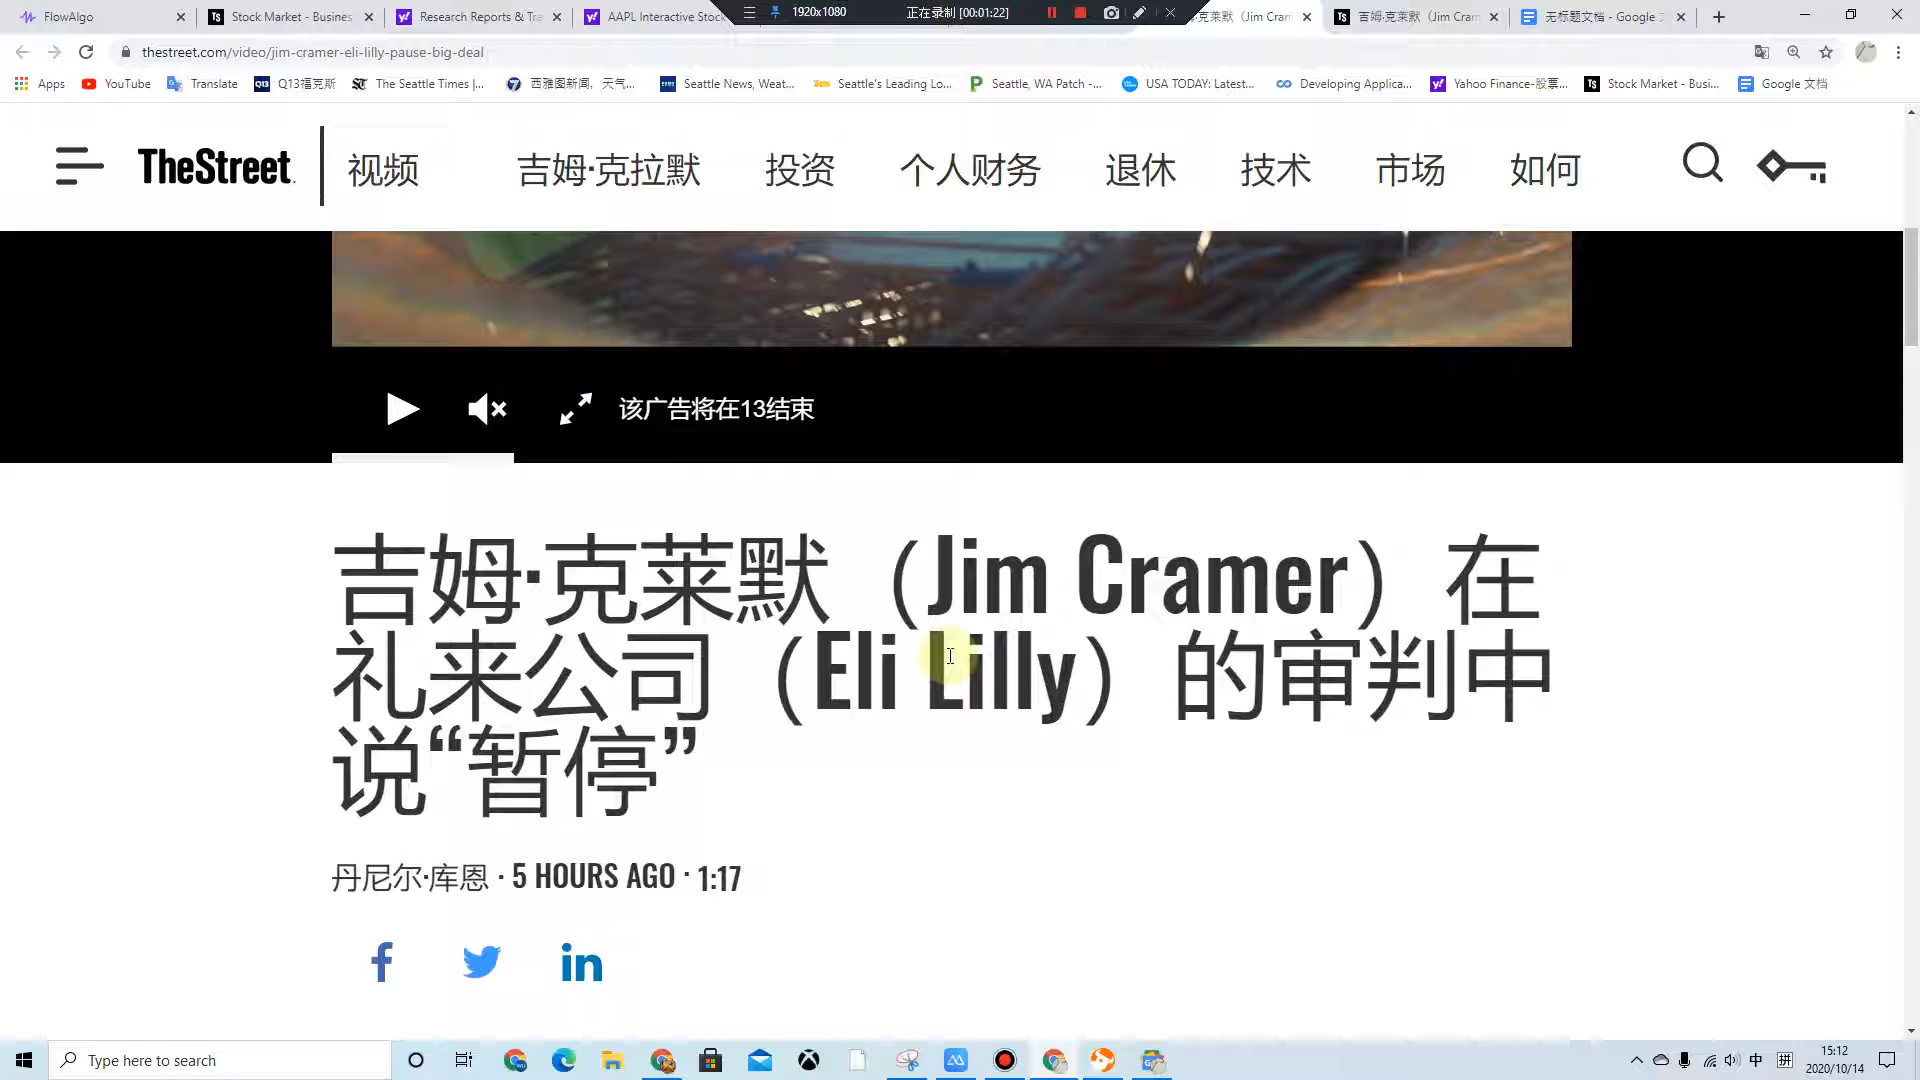 FlowAlgo
Stock Market - Busines
Research Reports & Tra
AAPL Interactive Stock
1920x1080
正在录制 [00:01:22]
克莱默（Jim Cram
吉姆·克莱默（Jim Cram
无标题文档 - Google
thestreet.com/video/jim-cramer-eli-lilly-pause-big-deal
Apps
YouTube
Translate
Q13福克斯
The Seattle Times |...
西雅图新闻，天气...
Seattle News, Weat...
Seattle's Leading Lo...
Seattle, WA Patch -...
USA TODAY: Latest...
Developing Applica...
Yahoo Finance-股票...
Stock Market - Busi...
Google 文档
TheStreet
视频
吉姆·克拉默
投资
个人财务
退休
技术
市场
如何
该广告将在13结束
吉姆·克莱默（Jim Cramer）在
礼来公司（Eli Lilly）的审判中
说“暂停”
丹尼尔·库恩 · 5 HOURS AGO · 1:17
Type here to search
中
拼
15:12
2020/10/14